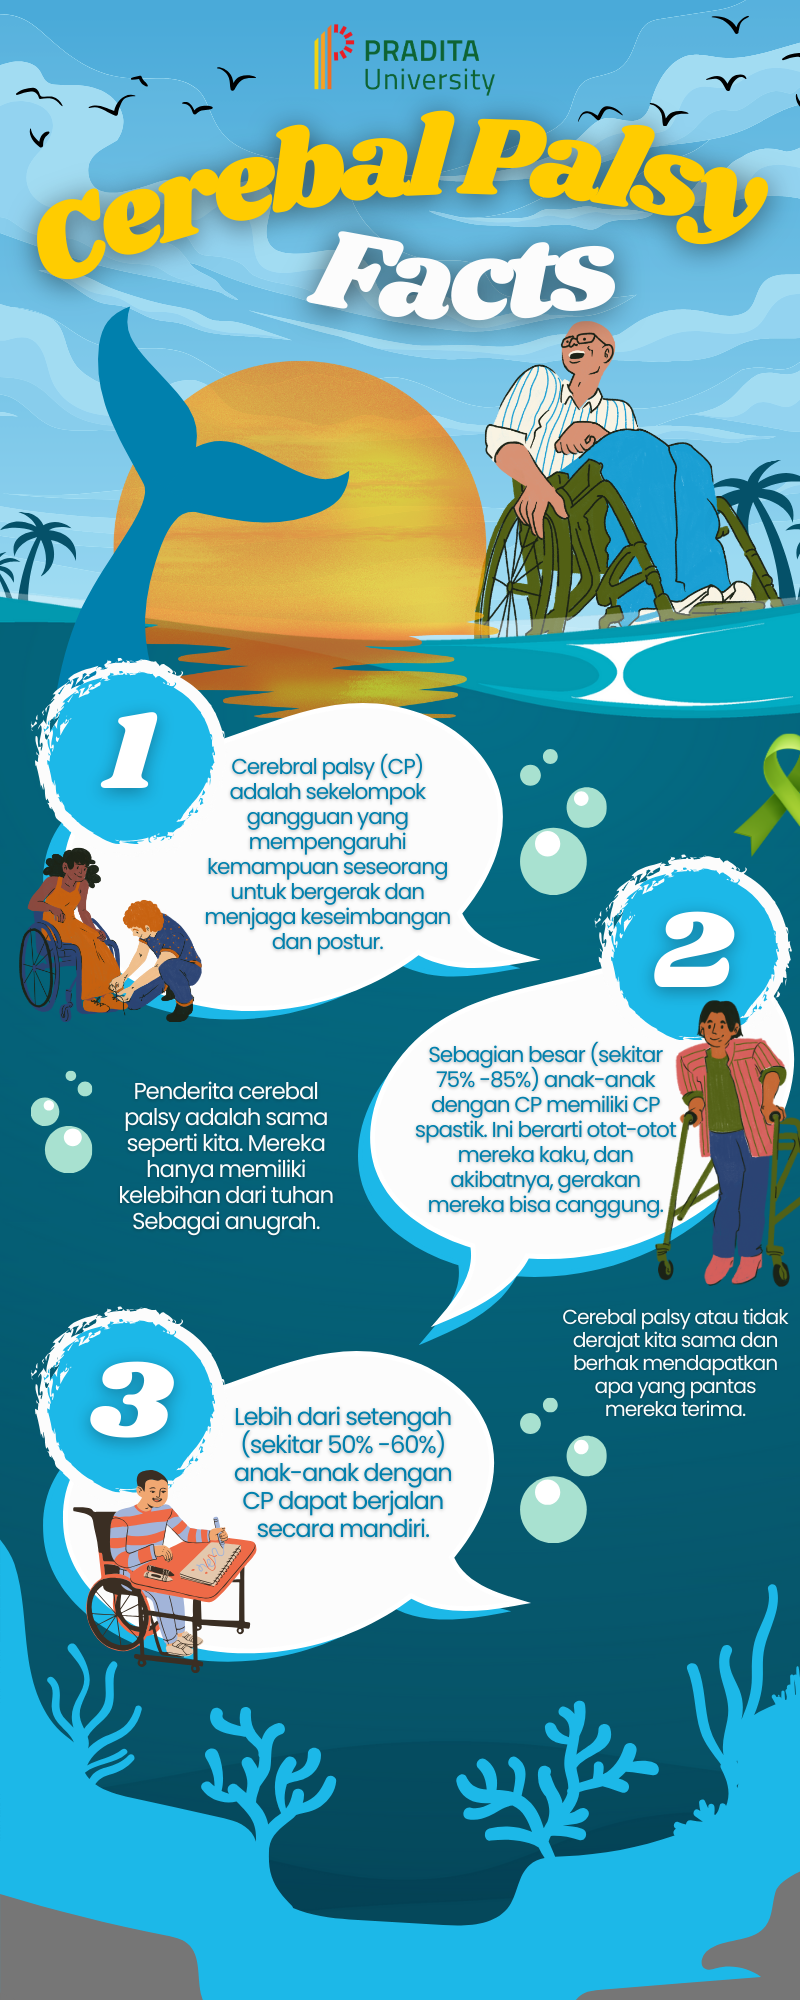 PRADITA
University
Cerebal Palsy
Facts
1
Cerebral palsy (CP)
adalah sekelompok
gangguan yang
mempengaruhi
kemampuan seseorang
untuk bergerak dan
menjaga keseimbangan
dan postur.
2
Sebagian besar (sekitar
75% -85%) anak-anak
dengan CP memiliki CP
spastik. Ini berarti otot-otot
mereka kaku, dan
akibatnya, gerakan
mereka bisa canggung.
Penderita cerebal
palsy adalah sama
seperti kita. Mereka
hanya memiliki
kelebihan dari tuhan
Sebagai anugrah.
Cerebal palsy atau tidak
derajat kita sama dan
berhak mendapatkan
apa yang pantas
mereka terima.
3
Lebih dari setengah
(sekitar 50% -60%)
anak-anak dengan
CP dapat berjalan
secara mandiri.